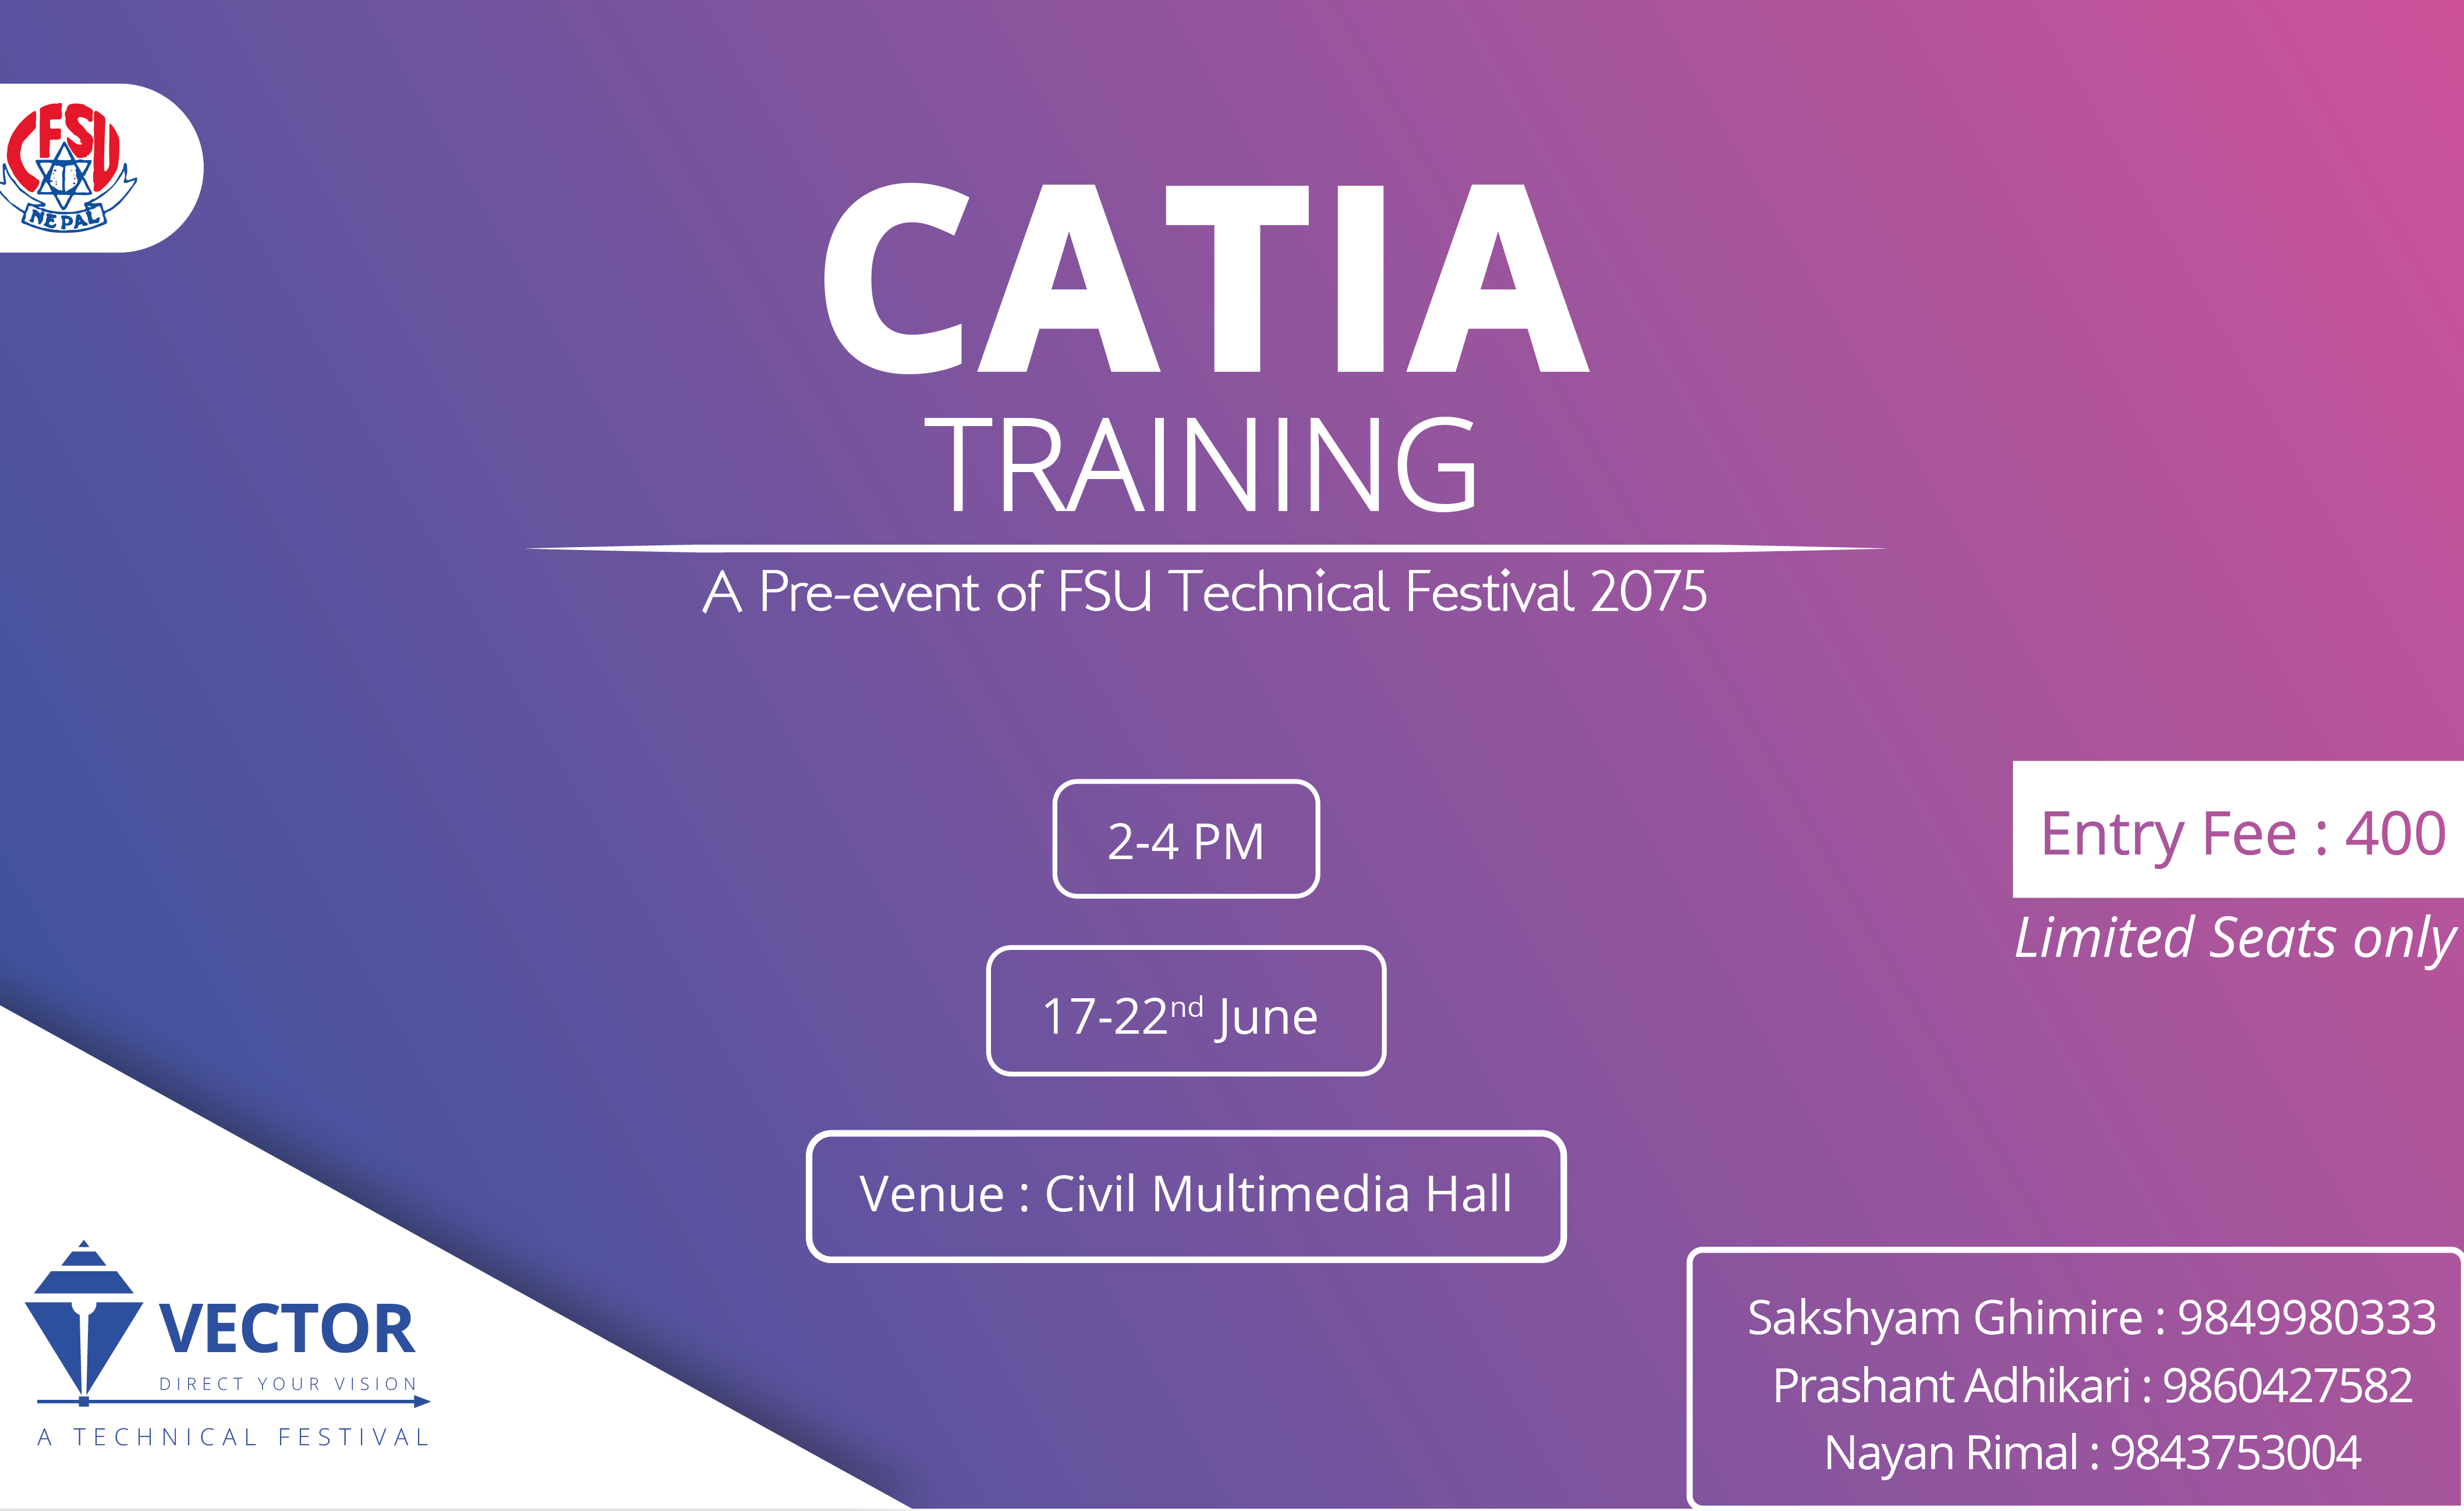 FSU
NEPAL
CATIA
TRAINING
A Pre-event of FSU Technical Festival 2075
2-4 PM
17-22nd June
Venue : Civil Multimedia Hall
Entry Fee : 400
Limited Seats only
VECTOR
DIRECT YOUR VISION
A TECHNICAL FESTIVAL
Sakshyam Ghimire : 9849980333
Prashant Adhikari : 9860427582
Nayan Rimal : 9843753004